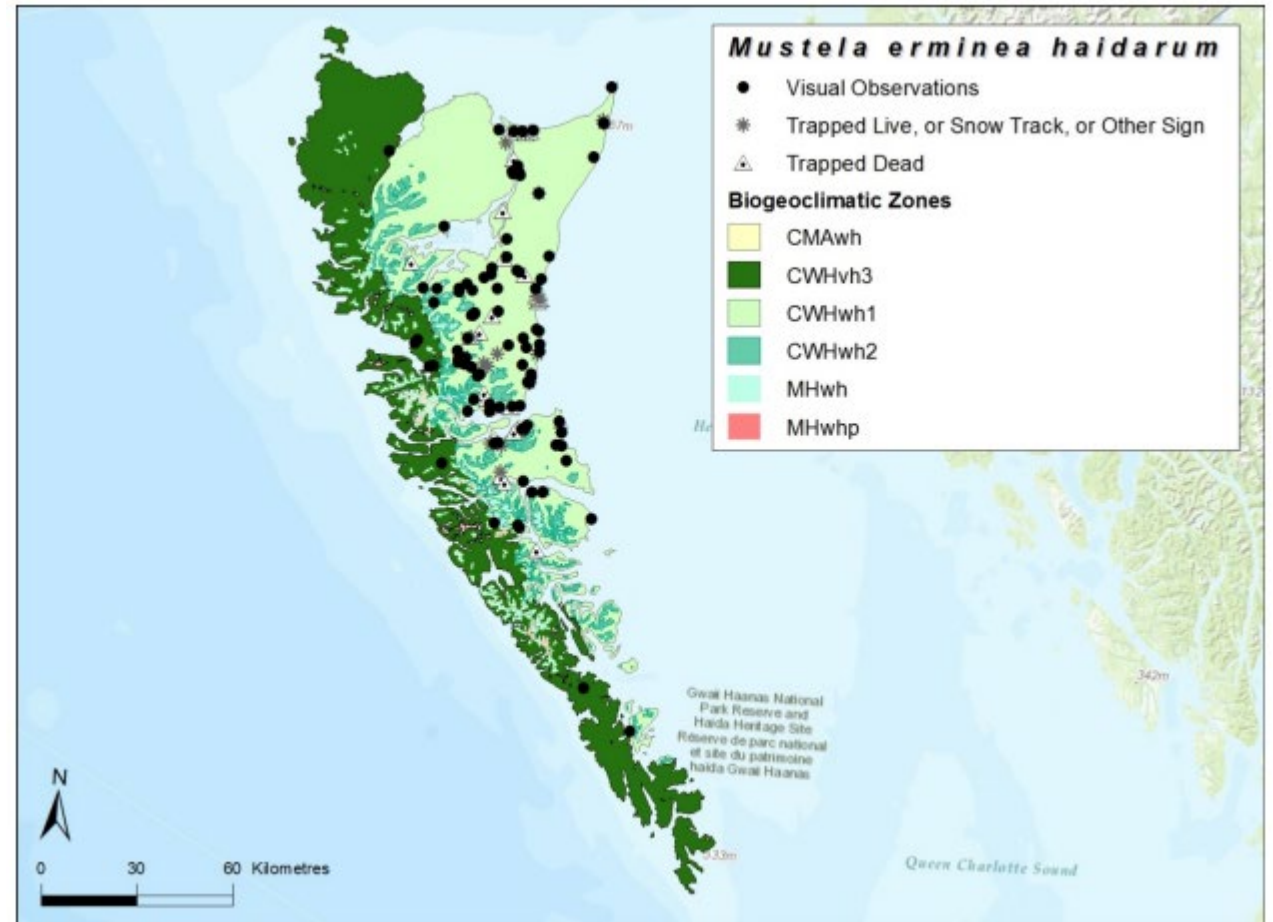 Mustela erminea haidarum
Visual Observations
Trapped Live, or Snow Track, or Other Sign
Trapped Dead
Biogeoclimatic Zones
CMAwh
CWHvh3
CWHwh1
CWHwh2
MHwh
MHwhp
Gwaii Haanas National
Park Reserve and
Haida Heritage Site
Réserve de parc national
et site du patrimoine
haïda Gwaii Haanas
342m
N
0 30 60 Kilometres
Queen Charlotte Sound